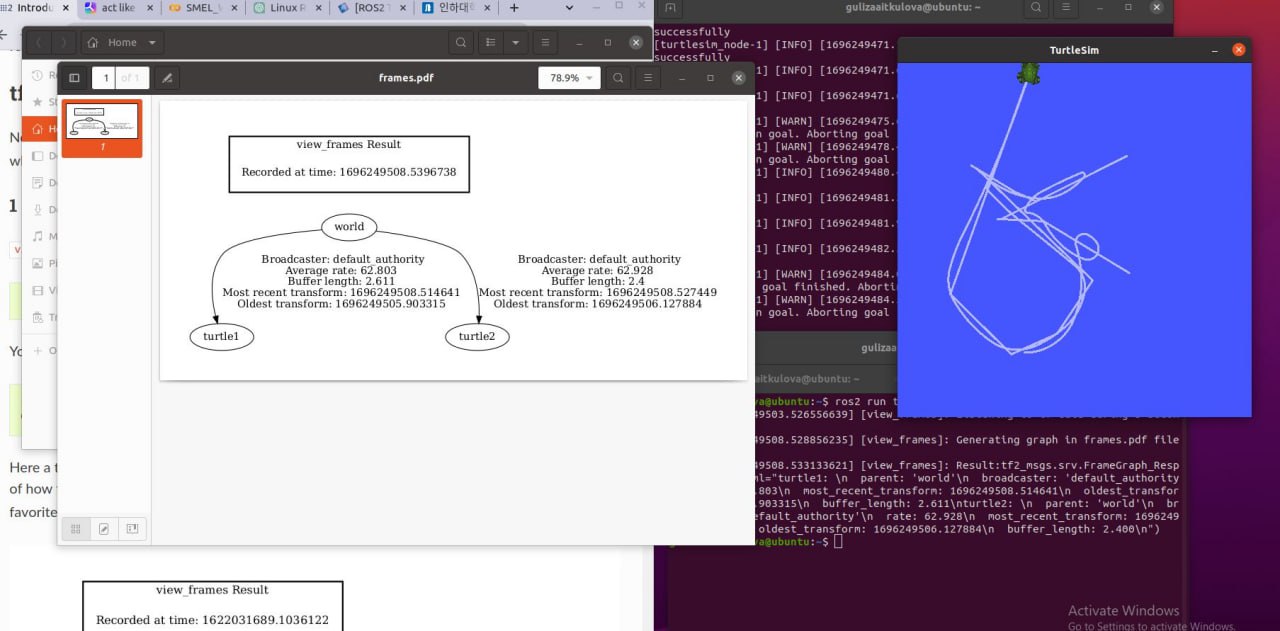 Introdu
act like
SMEL_
Linux R
[ROS2 T
인하대
Home
frames.pdf
1 of 1
78.9%
1
view_frames Result
Recorded at time: 1696249508.5396738
world
Broadcaster: default_authority
Average rate: 62.803
Buffer length: 2.611
Most recent transform: 1696249508.514641
Oldest transform: 1696249505.903315
Broadcaster: default_authority
Average rate: 62.928
Buffer length: 2.4
Most recent transform: 1696249508.527449
Oldest transform: 1696249506.127884
turtle1
turtle2
1
Here a
of how
favorite
view_frames Result
Recorded at time: 1622031689.1036122
gulizaaitkulova@ubuntu: ~
successfully
[turtlesim_node-1] [INFO] [1696249471.
successfully
1] [INFO] [1696249471.
1] [INFO] [1696249471.
1] [WARN] [1696249475.
n goal. Aborting goal
1] [WARN] [1696249478.
n goal. Aborting goal
1] [INFO] [1696249480.
1] [INFO] [1696249481.
1] [INFO] [1696249481.
1] [INFO] [1696249482.
1] [WARN] [1696249484.
goal finished. Aborti
1] [WARN] [1696249484.
n goal. Aborting goal
TurtleSim
gulizaa
aitkulova@ubuntu: ~
va@ubuntu:~$ ros2 run t
49503.526556639] [view_frames]:
49508.528856235] [view_frames]: Generating graph in frames.pdf file
49508.533133621] [view_frames]: Result:tf2_msgs.srv.FrameGraph_Resp
ml="turtle1: \n parent: 'world'\n broadcaster: 'default_authority
.803\n most_recent_transform: 1696249508.514641\n oldest_transfor
.903315\n buffer_length: 2.611\nturtle2: \n parent: 'world'\n br
efault_authority'\n rate: 62.928\n most_recent_transform: 1696249
oldest_transform: 1696249506.127884\n buffer_length: 2.400\n")
va@ubuntu:~$
Activate Windows
Go to Settings to activate Windows.